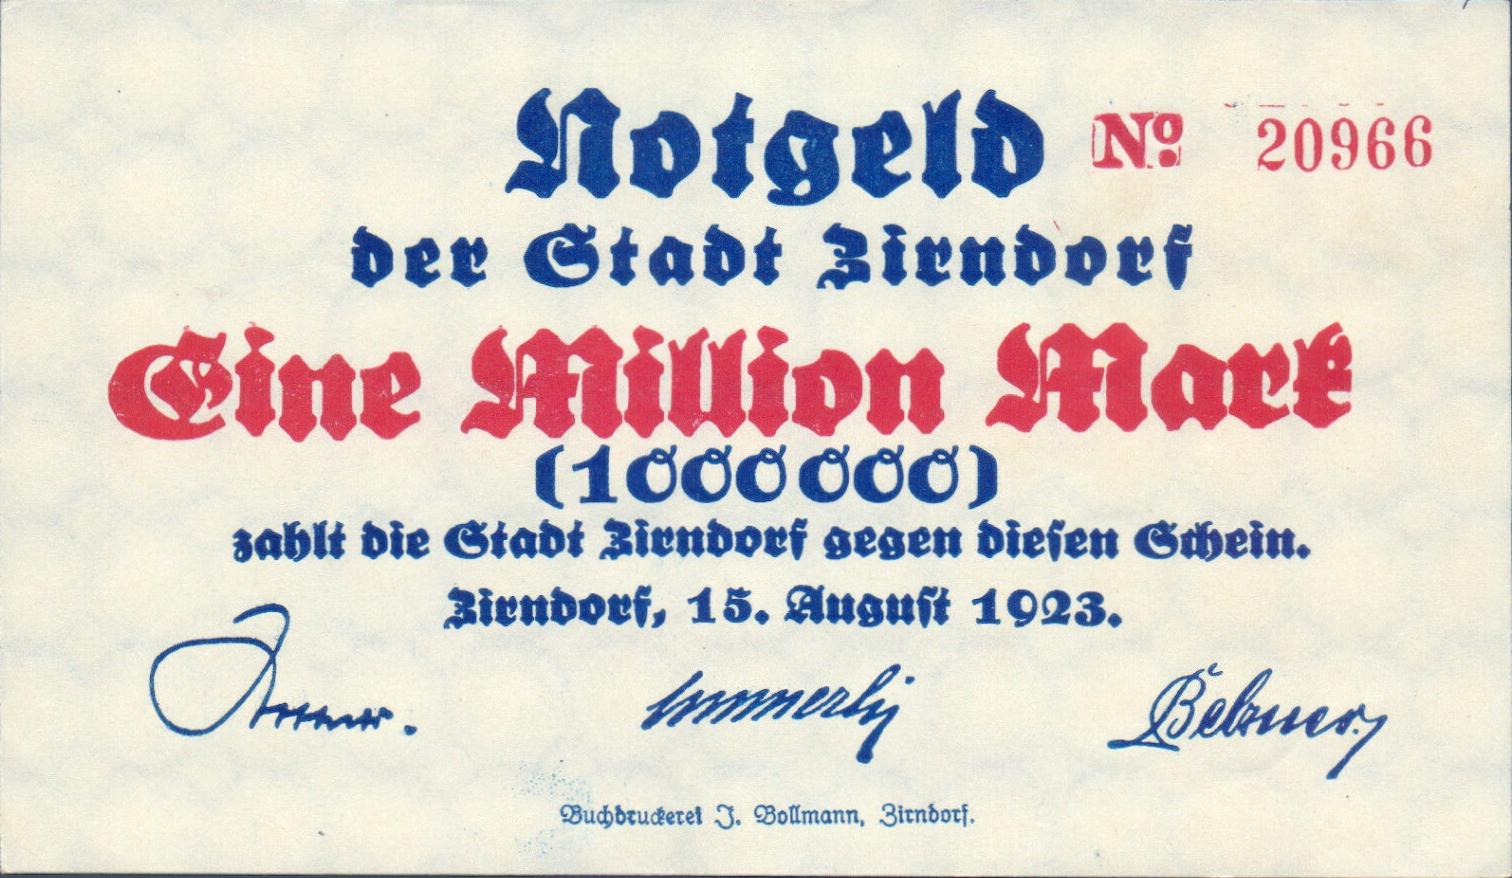 Notgeld Nº 20966
der Stadt Zirndorf
Eine Million Mark
(1000000)
zahlt die Stadt Zirndorf gegen diesen Schein.
Zirndorf, 15. August 1923.
Belzner
Buchdruckerei J. Bollmann, Zirndorf.